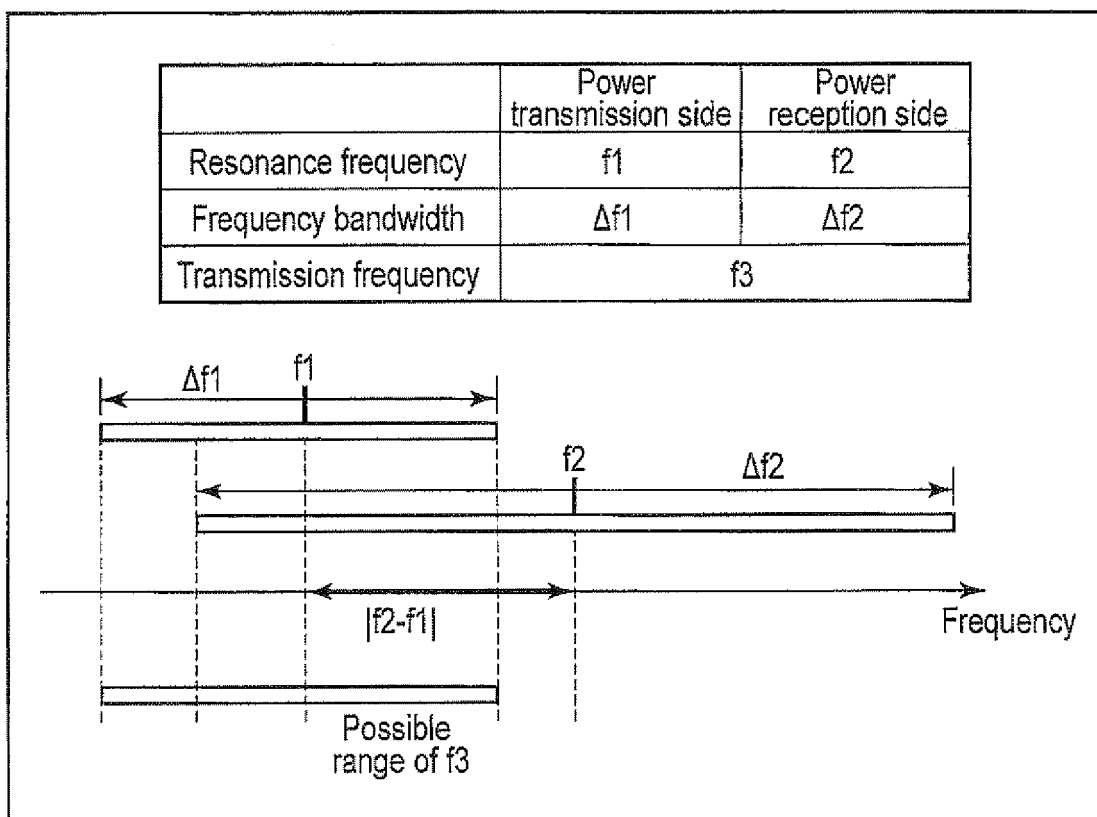 Power transmission side
Power reception side
Resonance frequency
f1
f2
Frequency bandwidth
Δf1
Δf2
Transmission frequency
f3
Δf1
f1
f2
Δf2
|f2-f1|
Frequency
Possible
range of f3